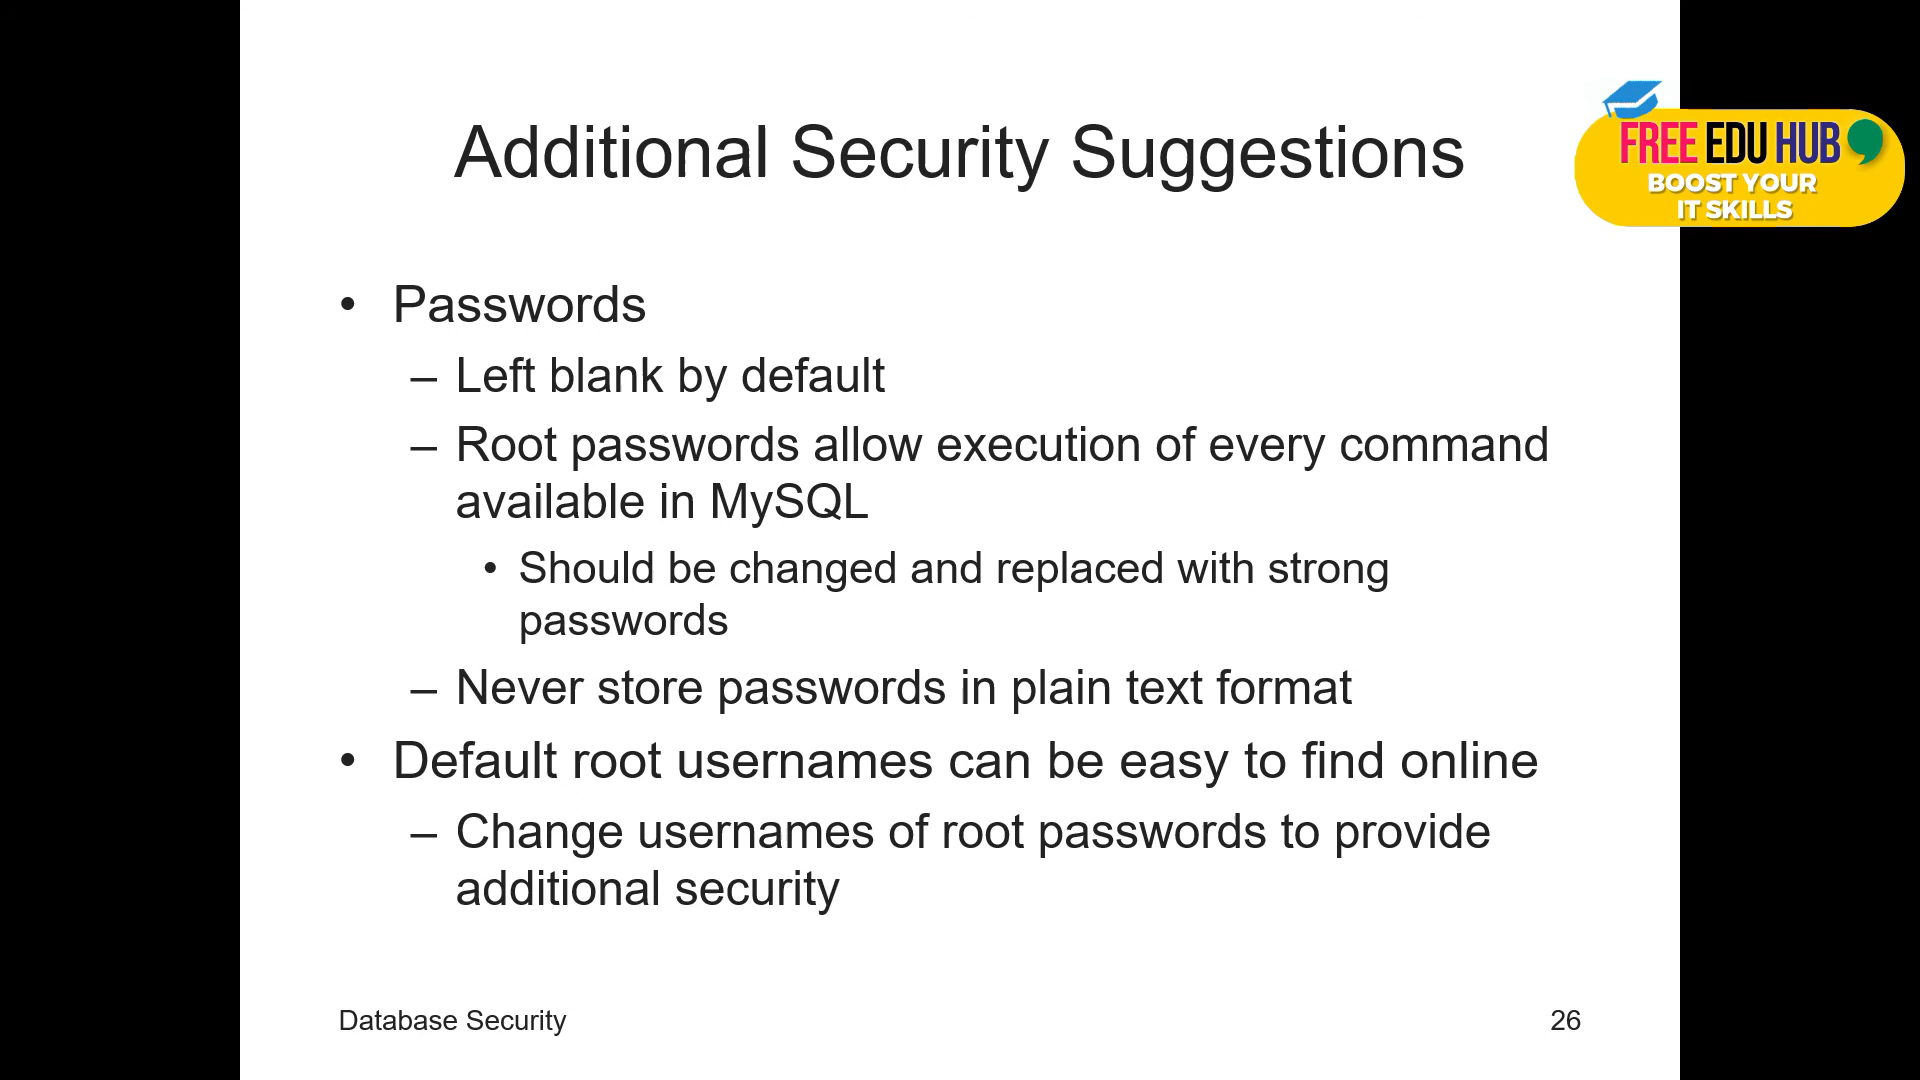 Additional Security Suggestions
FREE EDU HUB
BOOST YOUR
IT SKILLS
• Passwords
– Left blank by default
– Root passwords allow execution of every command
available in MySQL
• Should be changed and replaced with strong
passwords
– Never store passwords in plain text format
• Default root usernames can be easy to find online
– Change usernames of root passwords to provide
additional security
Database Security
26